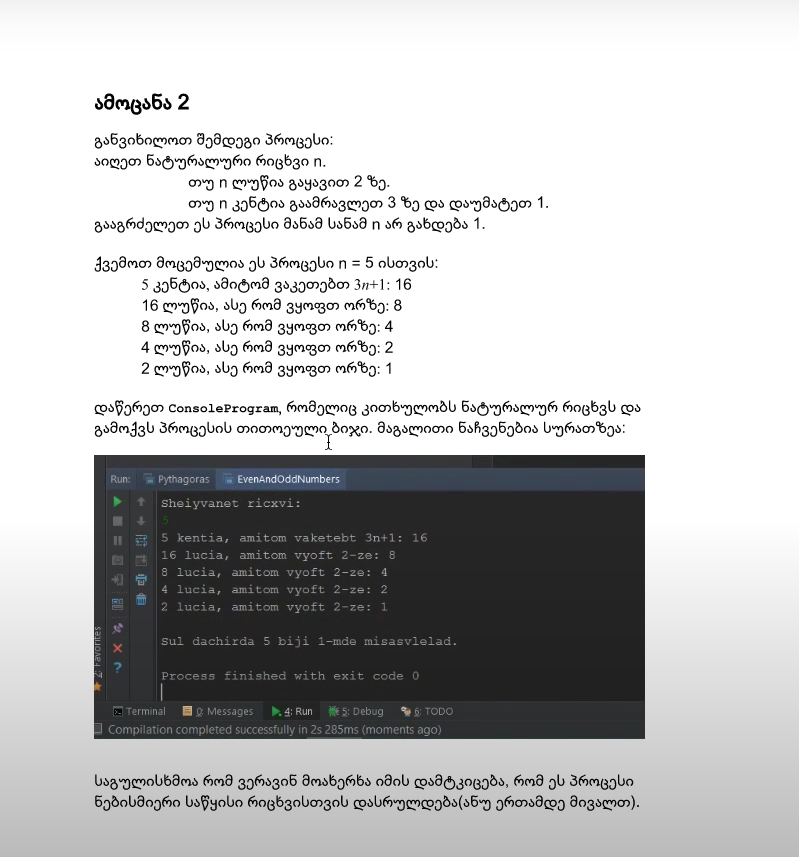 ამოცანა 2
განვიხილოთ შემდეგი პროცესი:
აიღეთ ნატურალური რიცხვი n.
თუ n ლუწია გაყავით 2 ზე.
თუ n კენტია გაამრავლეთ 3 ზე და დაუმატეთ 1.
გააგრძელეთ ეს პროცესი მანამ სანამ n არ გახდება 1.
ქვემოთ მოცემულია ეს პროცესი n = 5 ისთვის:
5 კენტია, ამიტომ ვაკეთებთ 3n+1: 16
16 ლუწია, ასე რომ ვყოფთ ორზე: 8
8 ლუწია, ასე რომ ვყოფთ ორზე: 4
4 ლუწია, ასე რომ ვყოფთ ორზე: 2
2 ლუწია, ასე რომ ვყოფთ ორზე: 1
დაწერეთ ConsoleProgram, რომელიც კითხულობს ნატურალურ რიცხვს და
გამოქვს პროცესის თითოეული ბიჯი. მაგალითი ნაჩვენებია სურათზეა:
Run: Pythagoras EvenAndOddNumbers
Sheiyvanet ricxvi:
5
5 kentia, amitom vaketebt 3n+1: 16
16 lucia, amitom vyoft 2-ze: 8
8 lucia, amitom vyoft 2-ze: 4
4 lucia, amitom vyoft 2-ze: 2
2 lucia, amitom vyoft 2-ze: 1
Sul dachirda 5 biji 1-mde misasvlelad.
Process finished with exit code 0
2: Favorites
Terminal 0: Messages 4: Run 5: Debug 6: TODO
Compilation completed successfully in 2s 285ms (moments ago)
საგულისხმოა რომ ვერავინ მოახერხა იმის დამტკიცება, რომ ეს პროცესი
ნებისმიერი საწყისი რიცხვისთვის დასრულდება(ანუ ერთამდე მივალთ).